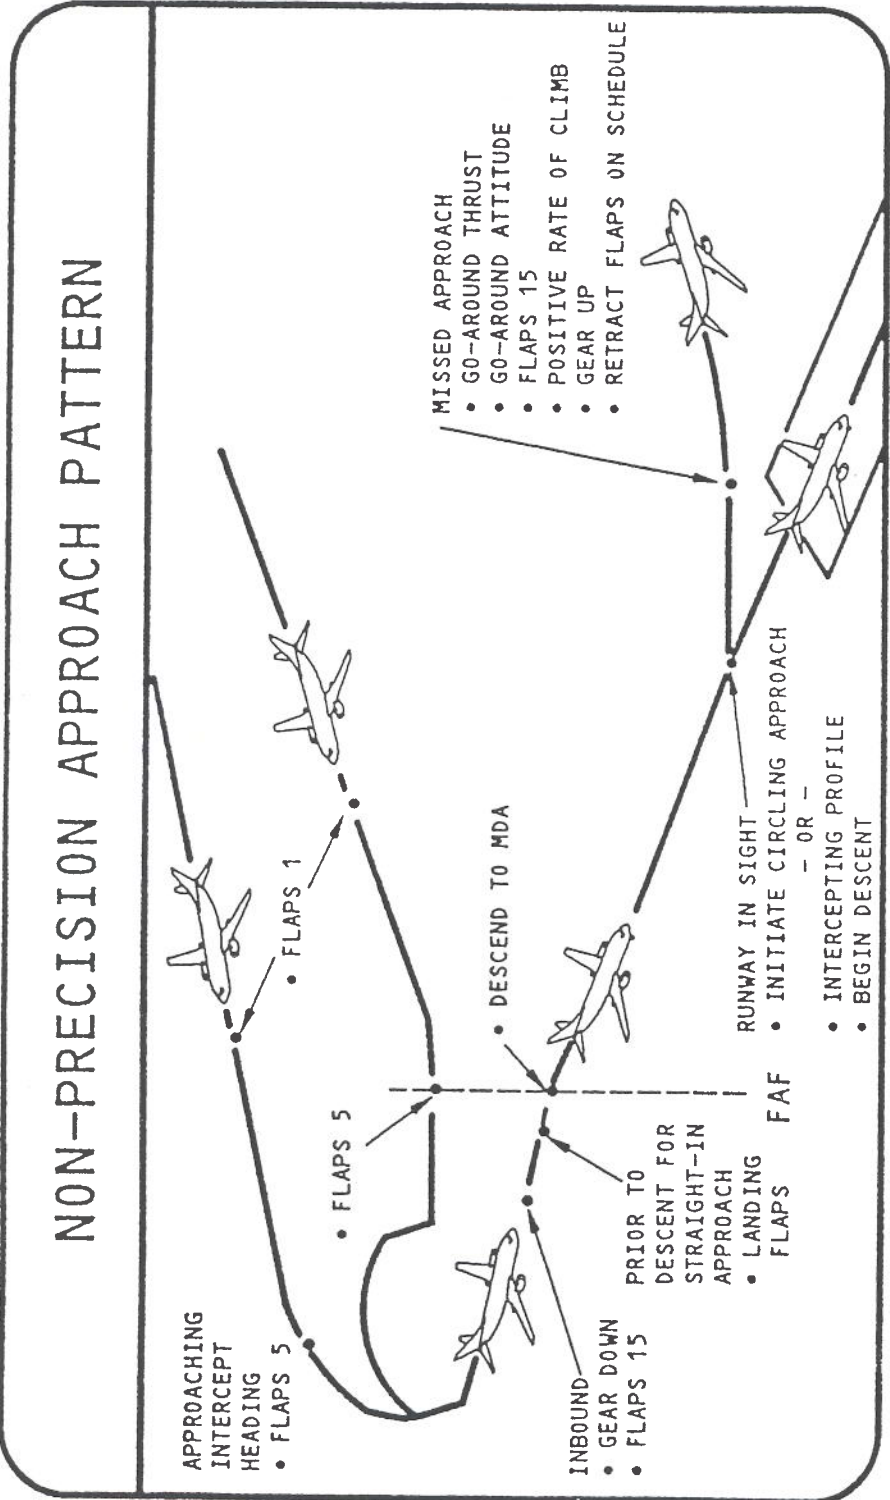 NON-PRECISION APPROACH PATTERN
APPROACHING
INTERCEPT
HEADING
• FLAPS 5
• FLAPS 1
• FLAPS 5
MISSED APPROACH
• GO-AROUND THRUST
• GO-AROUND ATTITUDE
• FLAPS 15
• POSITIVE RATE OF CLIMB
• GEAR UP
• RETRACT FLAPS ON SCHEDULE
• DESCEND TO MDA
INBOUND
• GEAR DOWN
• FLAPS 15
PRIOR TO
DESCENT FOR
STRAIGHT-IN
APPROACH
• LANDING
FLAPS
FAF
RUNWAY IN SIGHT
• INITIATE CIRCLING APPROACH
- OR -
• INTERCEPTING PROFILE
• BEGIN DESCENT